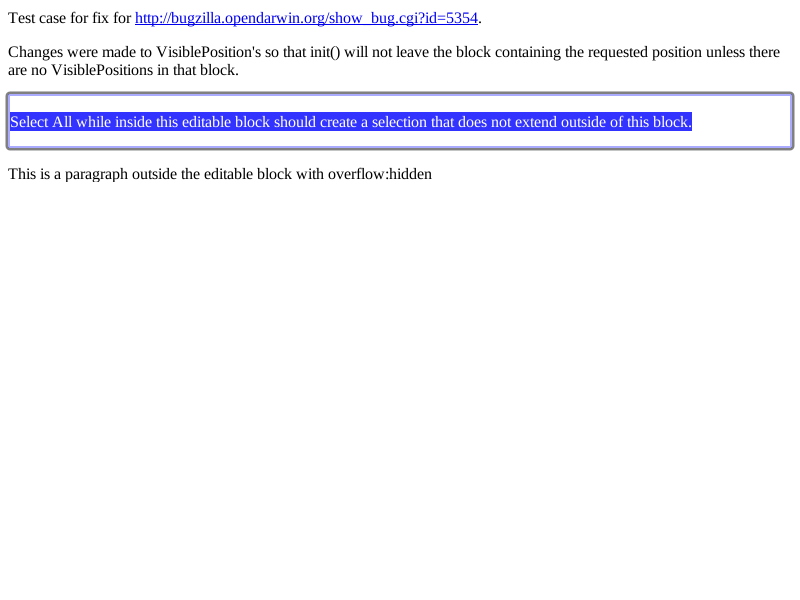 Test case for fix for http://bugzilla.opendarwin.org/show_bug.cgi?id=5354.
Changes were made to VisiblePosition's so that init() will not leave the block containing the requested position unless there
are no VisiblePositions in that block.
Select All while inside this editable block should create a selection that does not extend outside of this block.
This is a paragraph outside the editable block with overflow:hidden